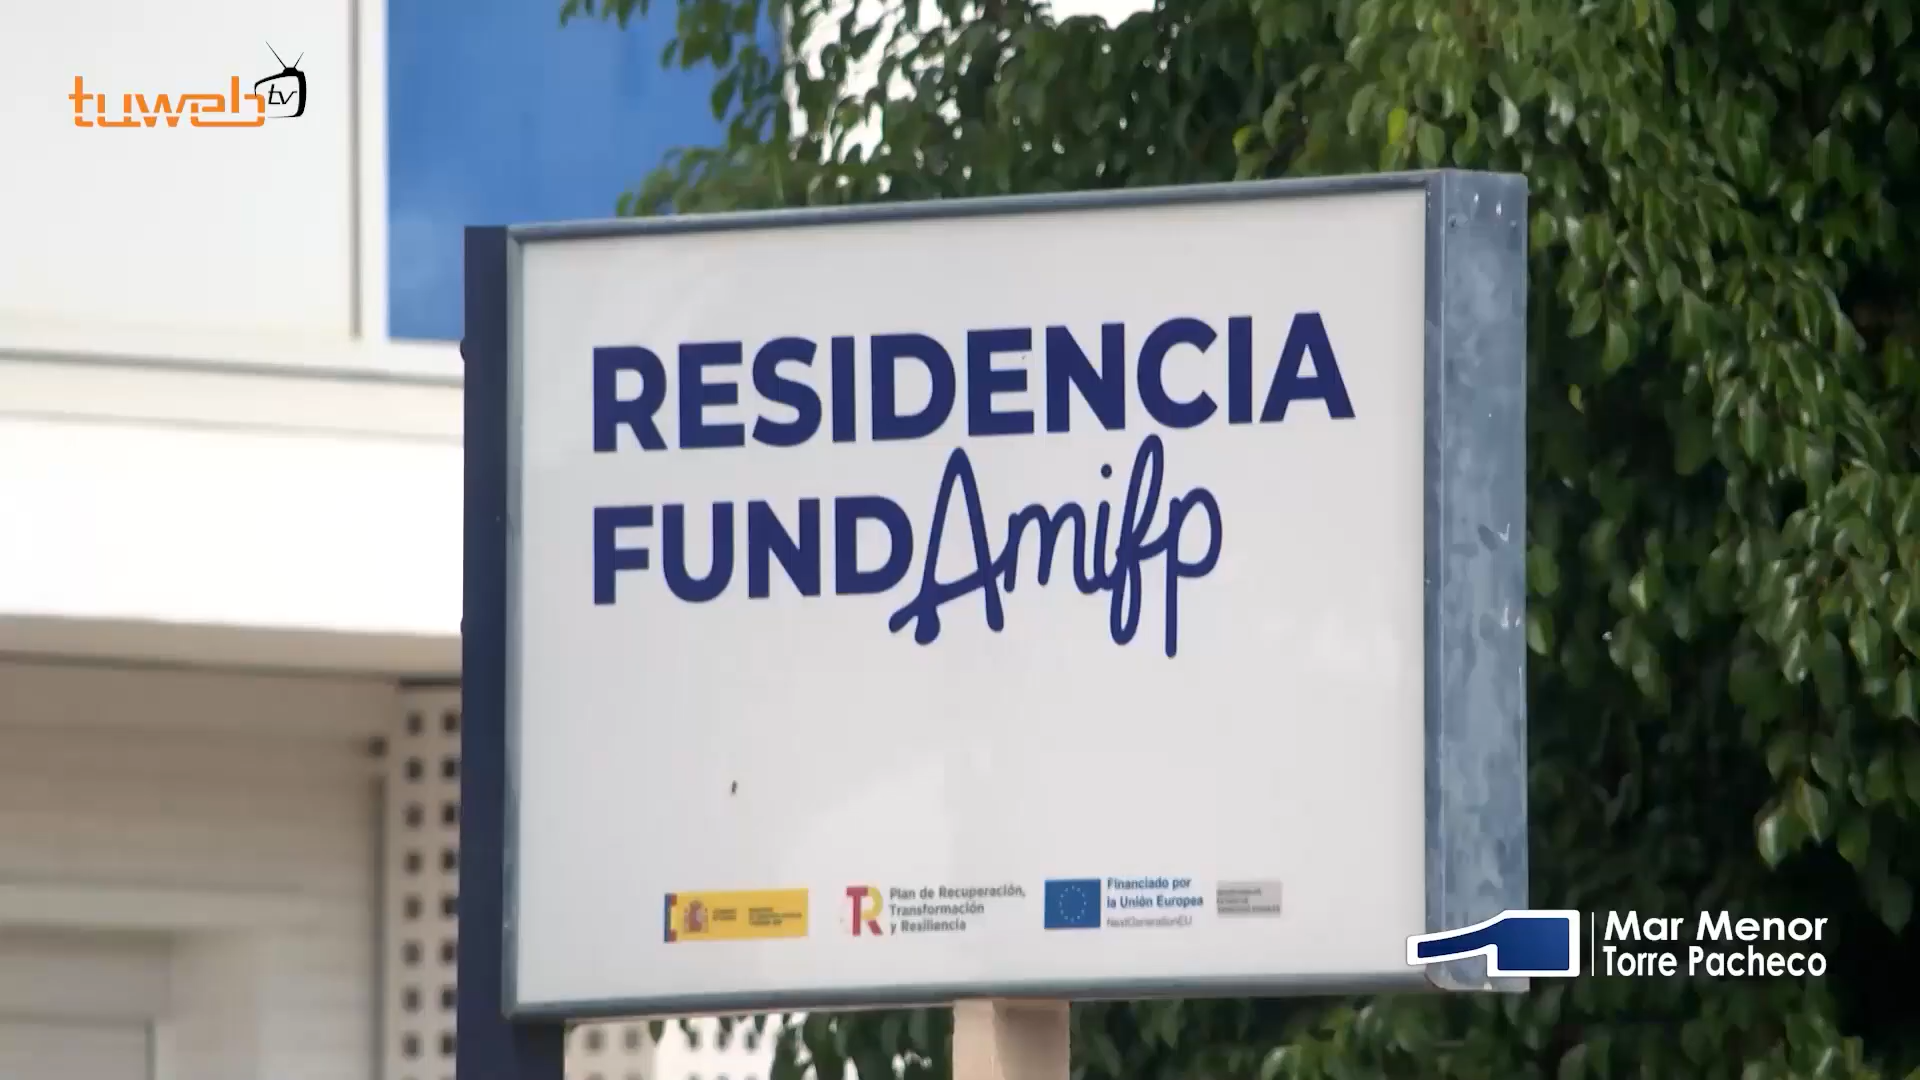 tuweb tv
RESIDENCIA
FUNDAmifp
Plan de Recuperación,
Transformación
y Resiliencia
Financiado por
la Unión Europea
NextGenerationEU
Mar Menor
Torre Pacheco